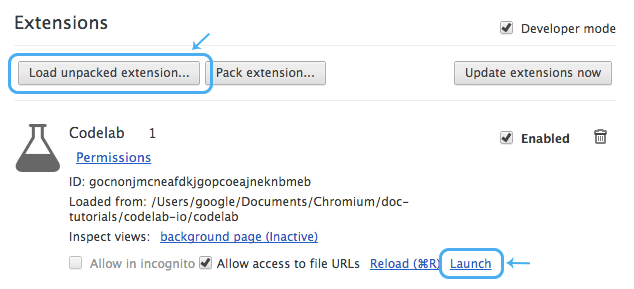 Extensions
Developer mode
Load unpacked extension... Pack extension... Update extensions now
Codelab 1
Enabled
Permissions
ID: gocnonjmcneafdkjgopcoeajneknbmeb
Loaded from: /Users/google/Documents/Chromium/doc-
tutorials/codelab-io/codelab
Inspect views: background page (Inactive)
Allow in incognito Allow access to file URLs Reload (⌘R) Launch